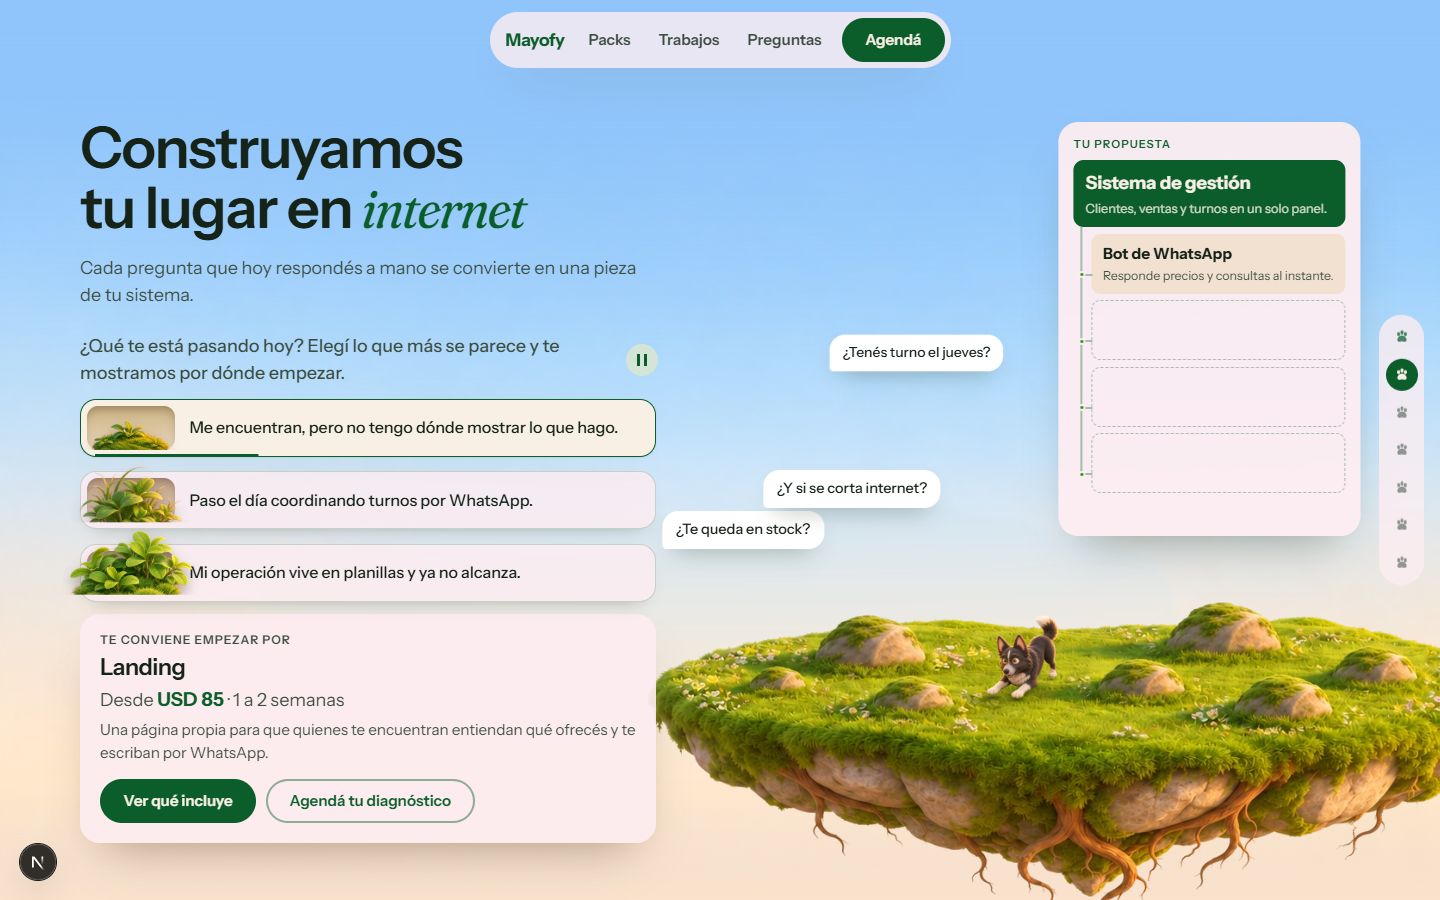 Mayofy Packs Trabajos Preguntas Agendá
Construyamos
tu lugar en internet
Cada pregunta que hoy respondés a mano se convierte en una pieza
de tu sistema.
¿Qué te está pasando hoy? Elegí lo que más se parece y te
mostramos por dónde empezar.
Me encuentran, pero no tengo dónde mostrar lo que hago.
Paso el día coordinando turnos por WhatsApp.
Mi operación vive en planillas y ya no alcanza.
TE CONVIENE EMPEZAR POR
Landing
Desde USD 85 · 1 a 2 semanas
Una página propia para que quienes te encuentran entiendan qué ofrecés y te
escriban por WhatsApp.
Ver qué incluye
Agendá tu diagnóstico
¿Tenés turno el jueves?
¿Y si se corta internet?
¿Te queda en stock?
TU PROPUESTA
Sistema de gestión
Clientes, ventas y turnos en un solo panel.
Bot de WhatsApp
Responde precios y consultas al instante.
N